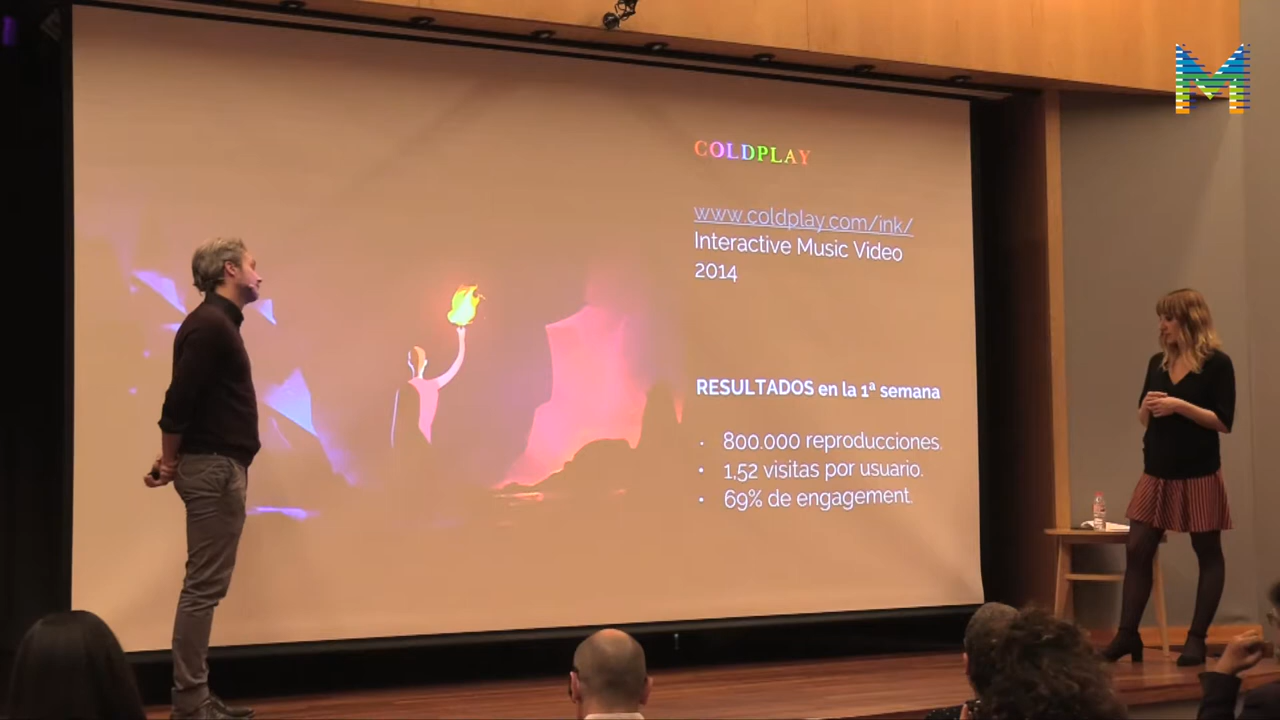 M
COLDPLAY
www.coldplay.com/ink/
Interactive Music Video
2014
RESULTADOS en la 1ª semana
• 800.000 reproducciones.
• 1,52 visitas por usuario.
• 69% de engagement.